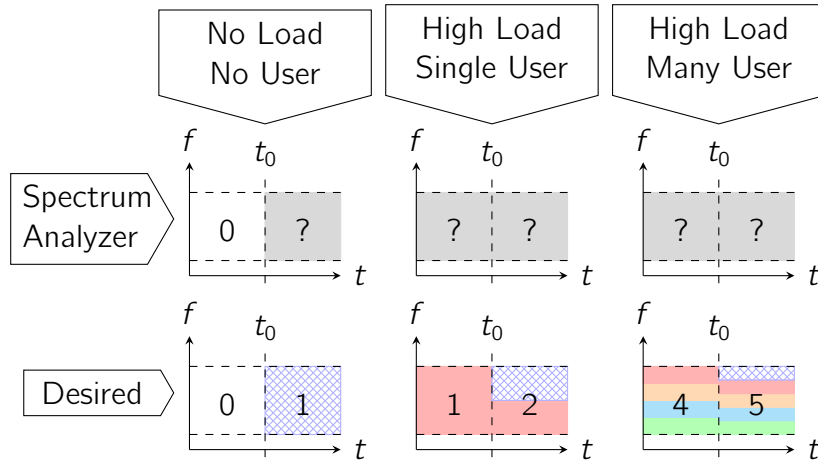 No Load
No User
High Load
Single User
High Load
Many User
Spectrum
Analyzer
f
t₀
0
?
t
f
t₀
?
?
t
f
t₀
?
?
t
Desired
f
t₀
0
1
t
f
t₀
1
2
t
f
t₀
4
5
t